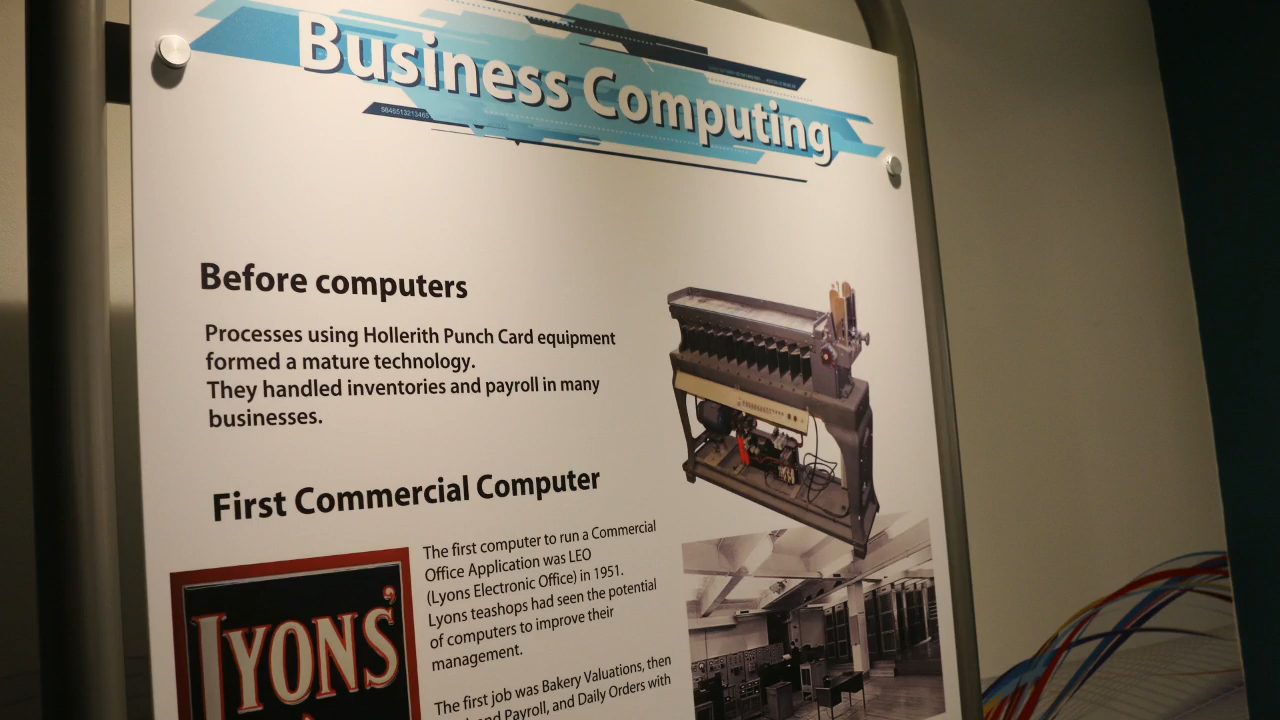 Business Computing
5646513213465
Before computers
Processes using Hollerith Punch Card equipment
formed a mature technology.
They handled inventories and payroll in many
businesses.
First Commercial Computer
The first computer to run a Commercial
Office Application was LEO
(Lyons Electronic Office) in 1951.
Lyons teashops had seen the potential
of computers to improve their
management.
The first job was Bakery Valuations, then
and Payroll, and Daily Orders with
LYONS'